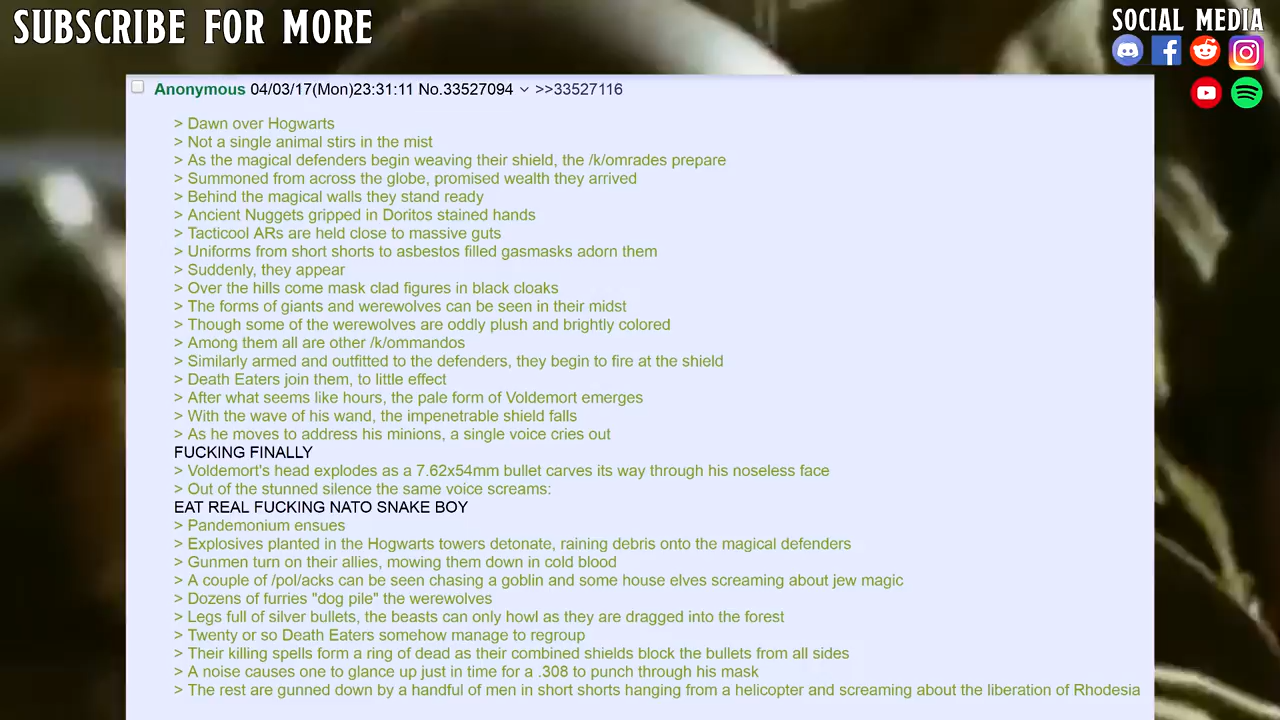 SUBSCRIBE FOR MORE
SOCIAL MEDIA
Anonymous 04/03/17(Mon)23:31:11 No.33527094 >>33527116
> Dawn over Hogwarts
> Not a single animal stirs in the mist
> As the magical defenders begin weaving their shield, the /k/omrades prepare
> Summoned from across the globe, promised wealth they arrived
> Behind the magical walls they stand ready
> Ancient Nuggets gripped in Doritos stained hands
> Tacticool ARs are held close to massive guts
> Uniforms from short shorts to asbestos filled gasmasks adorn them
> Suddenly, they appear
> Over the hills come mask clad figures in black cloaks
> The forms of giants and werewolves can be seen in their midst
> Though some of the werewolves are oddly plush and brightly colored
> Among them all are other /k/ommandos
> Similarly armed and outfitted to the defenders, they begin to fire at the shield
> Death Eaters join them, to little effect
> After what seems like hours, the pale form of Voldemort emerges
> With the wave of his wand, the impenetrable shield falls
> As he moves to address his minions, a single voice cries out
FUCKING FINALLY
> Voldemort's head explodes as a 7.62x54mm bullet carves its way through his noseless face
> Out of the stunned silence the same voice screams:
EAT REAL FUCKING NATO SNAKE BOY
> Pandemonium ensues
> Explosives planted in the Hogwarts towers detonate, raining debris onto the magical defenders
> Gunmen turn on their allies, mowing them down in cold blood
> A couple of /pol/acks can be seen chasing a goblin and some house elves screaming about jew magic
> Dozens of furries "dog pile" the werewolves
> Legs full of silver bullets, the beasts can only howl as they are dragged into the forest
> Twenty or so Death Eaters somehow manage to regroup
> Their killing spells form a ring of dead as their combined shields block the bullets from all sides
> A noise causes one to glance up just in time for a .308 to punch through his mask
> The rest are gunned down by a handful of men in short shorts hanging from a helicopter and screaming about the liberation of Rhodesia